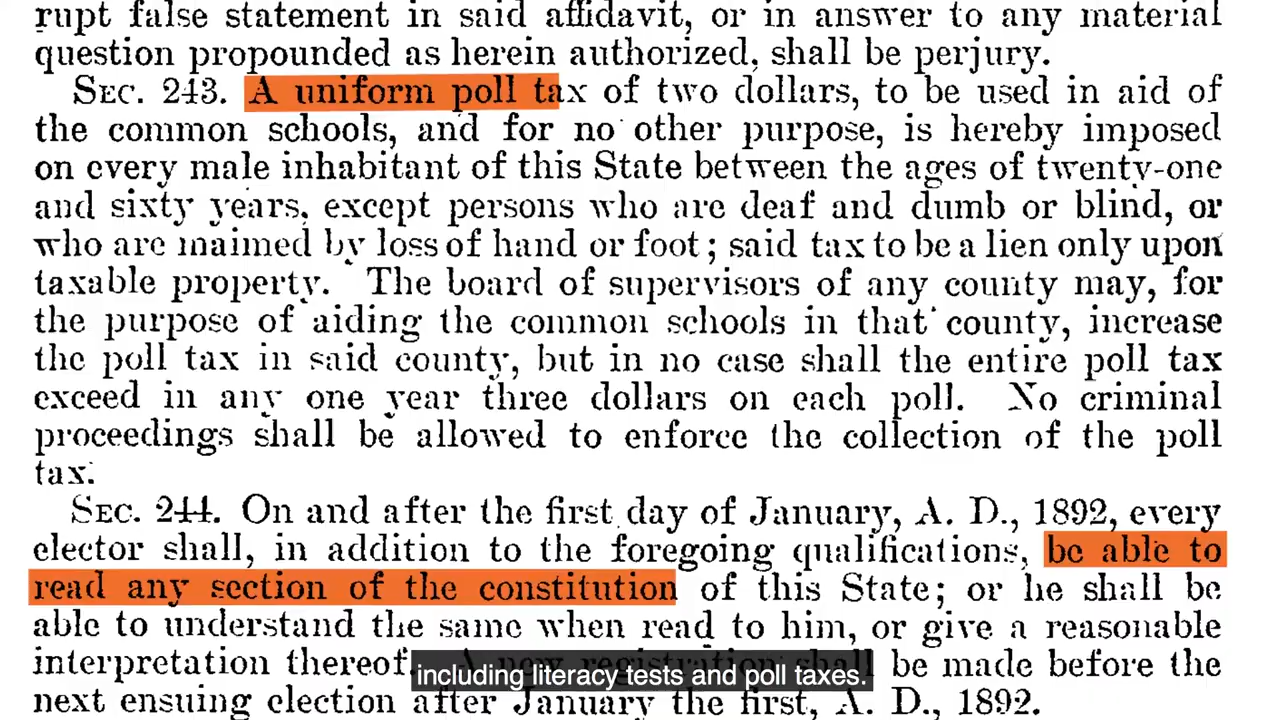 rupt false statement in said affidavit, or in answer to any material
question propounded as herein authorized, shall be perjury.
SEC. 243. A uniform poll tax of two dollars, to be used in aid of
the common schools, and for no other purpose, is hereby imposed
on every male inhabitant of this State between the ages of twenty-one
and sixty years, except persons who are deaf and dumb or blind, or
who are maimed by loss of hand or foot; said tax to be a lien only upon
taxable property. The board of supervisors of any county may, for
the purpose of aiding the common schools in that county, increase
the poll tax in said county, but in no case shall the entire poll tax
exceed in any one year three dollars on each poll. No criminal
proceedings shall be allowed to enforce the collection of the poll
tax.
SEC. 244. On and after the first day of January, A. D., 1892, every
elector shall, in addition to the foregoing qualifications, be able to
read any section of the constitution of this State; or he shall be
able to understand the same when read to him, or give a reasonable
interpretation thereof. A new registration shall be made before the
including literacy tests and poll taxes.
next ensuing election after January the first, A. D., 1892.